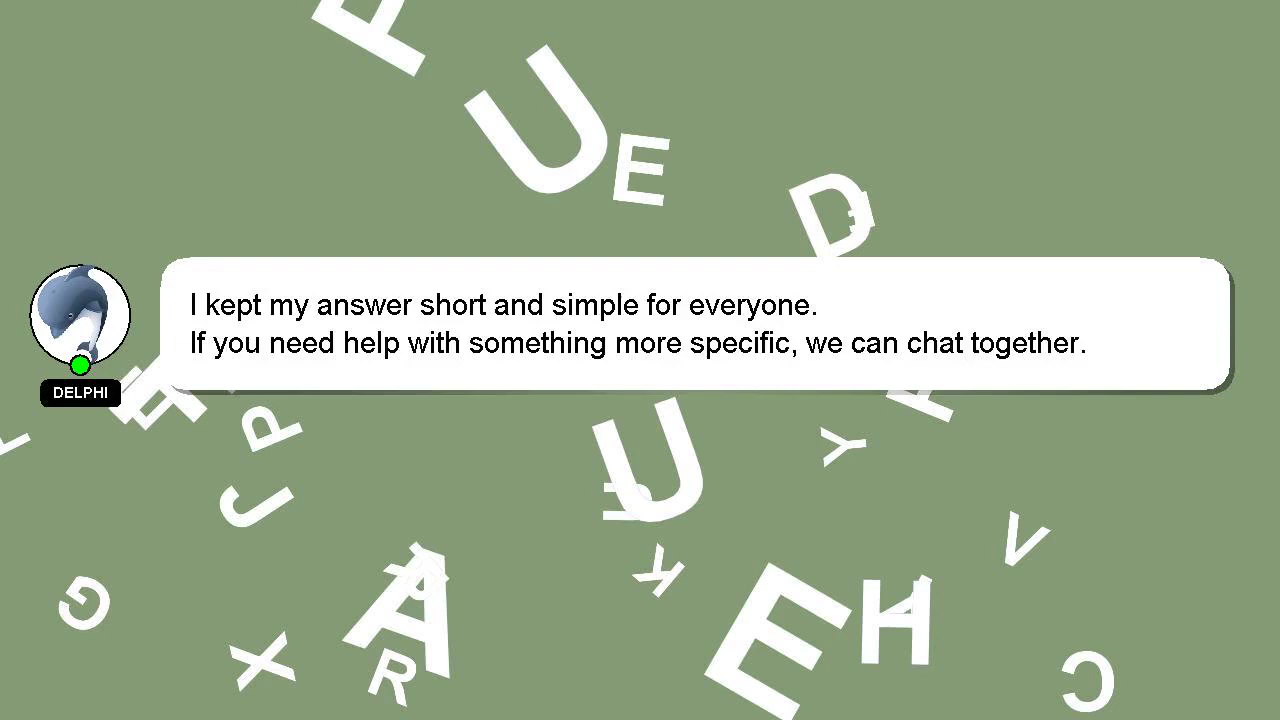 I kept my answer short and simple for everyone.
If you need help with something more specific, we can chat together.
DELPHI
P
U
E
D
P
J
U
Y
K
V
G
X
A
R
E
H
C